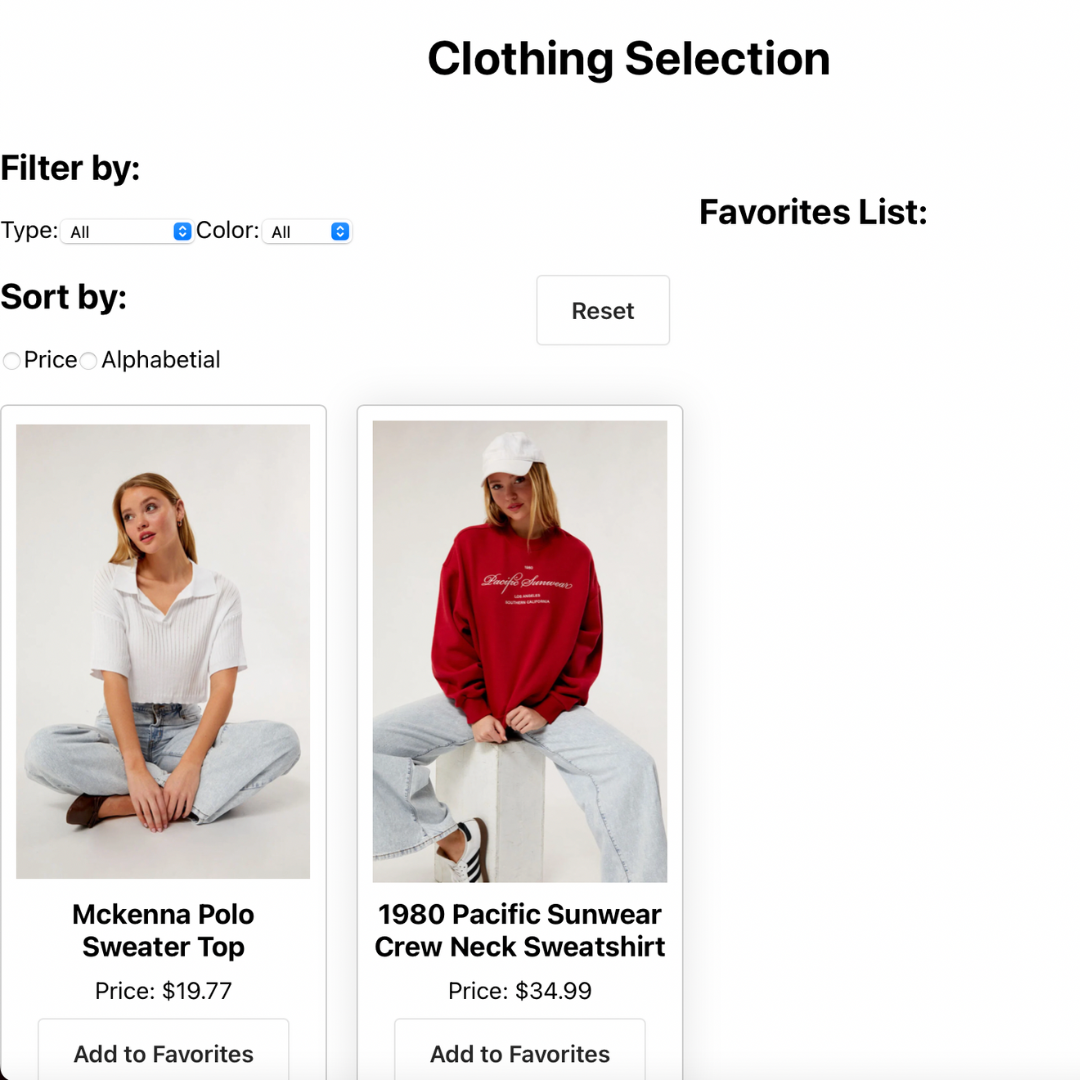 Clothing Selection
Filter by:
Type: All Color: All
Favorites List:
Sort by:
Reset
Price Alphabetial
1980
Pacific Sunwear
LOS ANGELES
SOUTHERN CALIFORNIA
Mckenna Polo
Sweater Top
Price: $19.77
Add to Favorites
1980 Pacific Sunwear
Crew Neck Sweatshirt
Price: $34.99
Add to Favorites